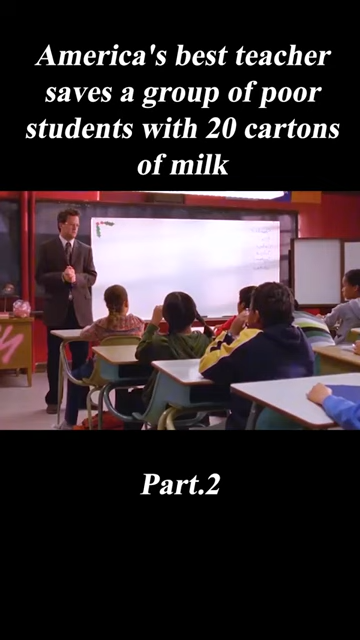 America's best teacher
saves a group of poor
students with 20 cartons
of milk
Part.2